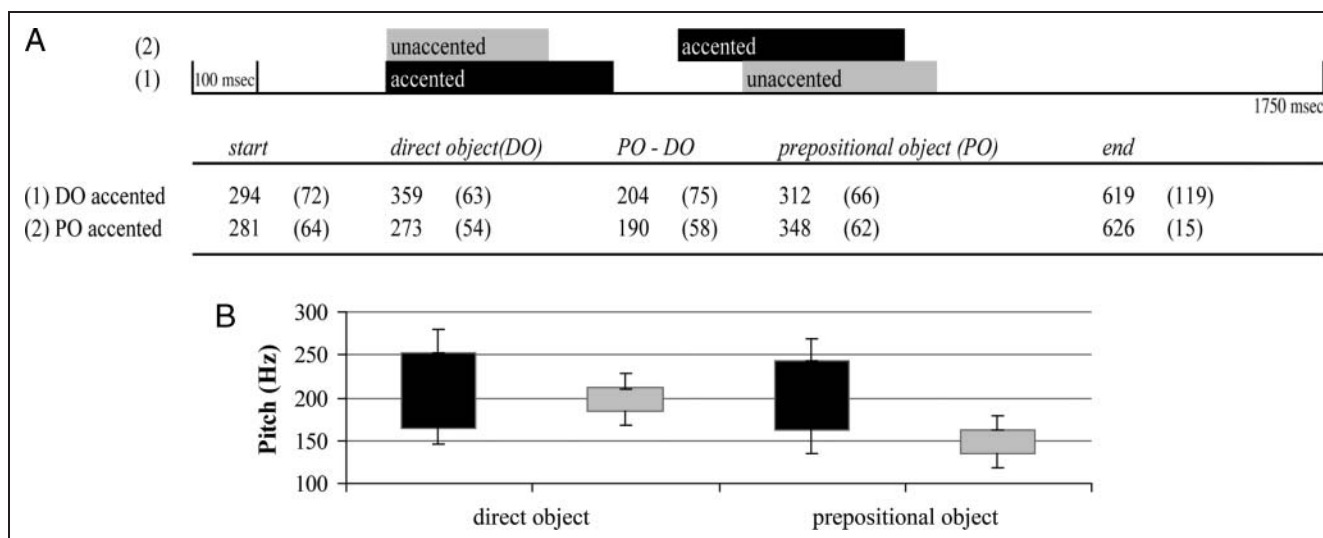 A
(2) unaccented accented
(1) 100 msec accented unaccented
1750 msec
start direct object(DO) PO - DO prepositional object (PO) end
(1) DO accented 294 (72) 359 (63) 204 (75) 312 (66) 619 (119)
(2) PO accented 281 (64) 273 (54) 190 (58) 348 (62) 626 (15)
B
Pitch (Hz)
300
250
200
150
100
direct object prepositional object